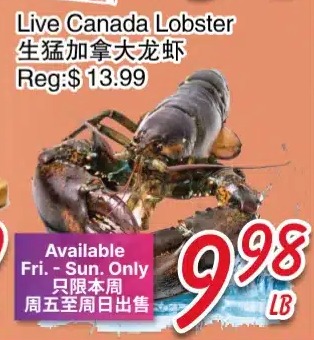 Live Canada Lobster
生猛加拿大龙虾
Reg:$ 13.99
Available
Fri. - Sun. Only
只限本周
周五至周日出售
9.98
LB